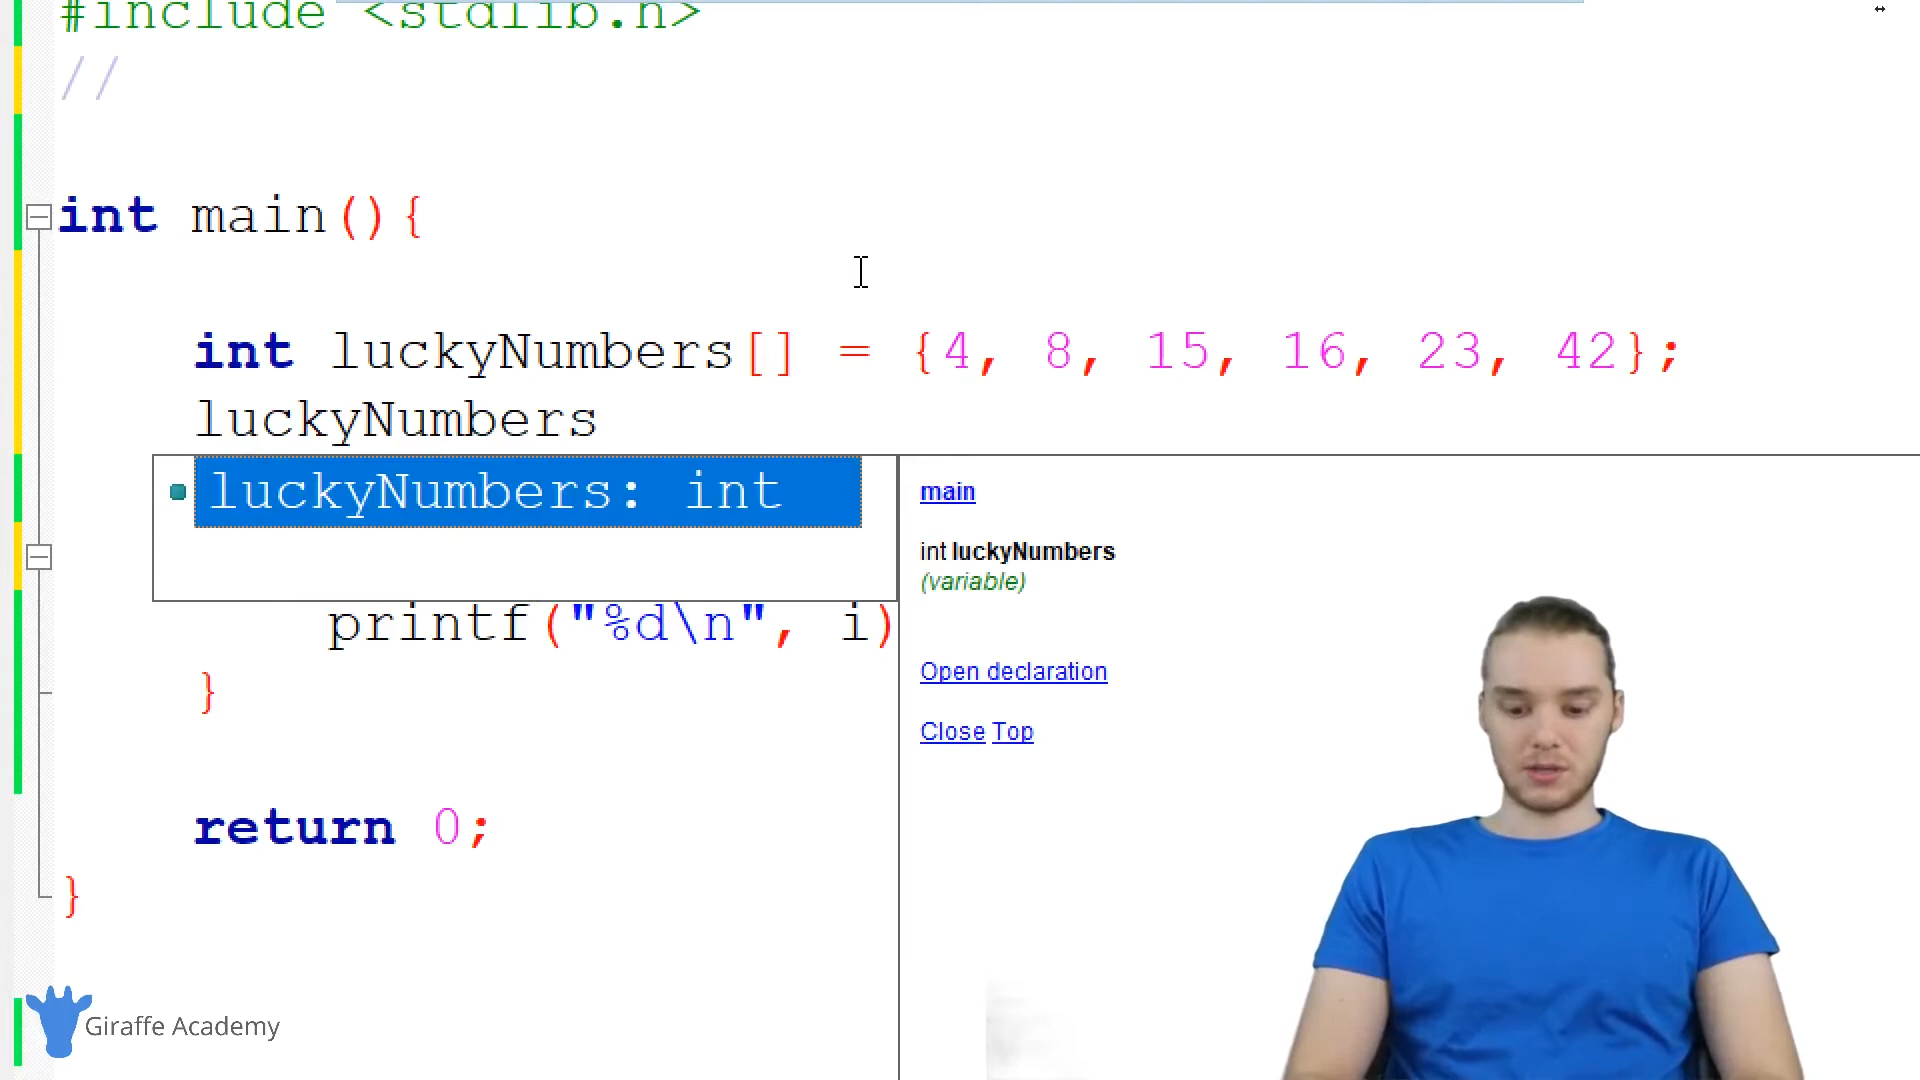 #include <stdlib.h>
//
int main(){
int luckyNumbers[] = {4, 8, 15, 16, 23, 42};
luckyNumbers
luckyNumbers: int
main
int luckyNumbers
(variable)
Open declaration
Close Top
printf("%d\n", i)
}
return 0;
}
Giraffe Academy